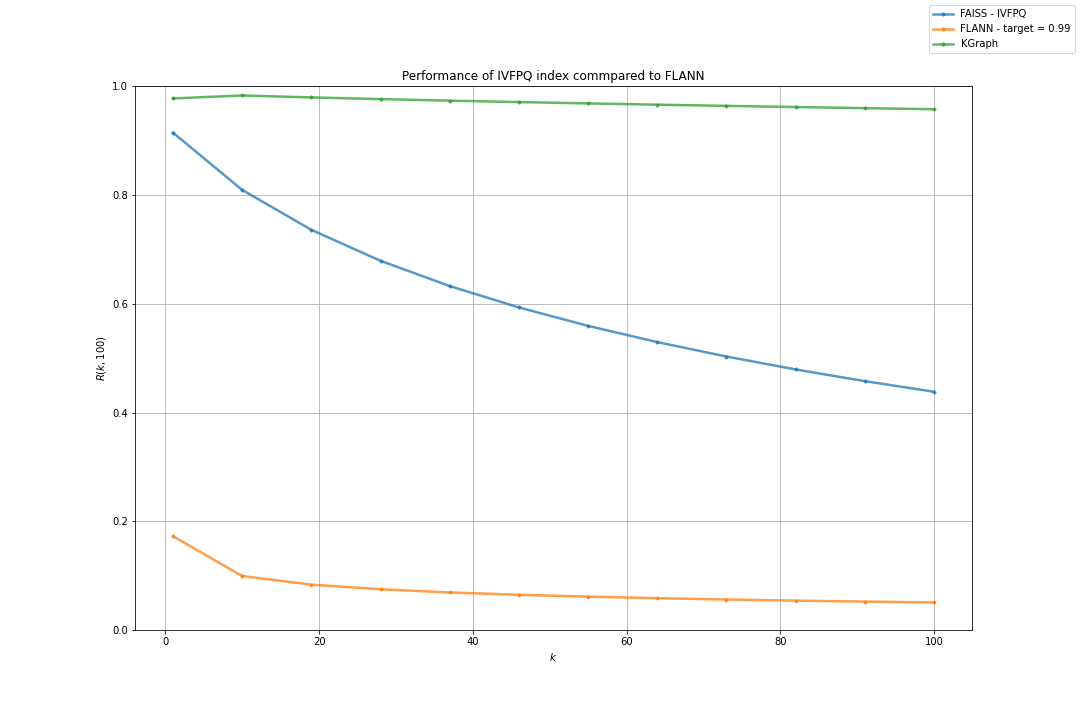 FAISS - IVFPQ
FLANN - target = 0.99
KGraph
Performance of IVFPQ index commpared to FLANN
1.0
0.8
0.6
0.4
0.2
0.0
R(k, 100)
0 20 40 60 80 100
k